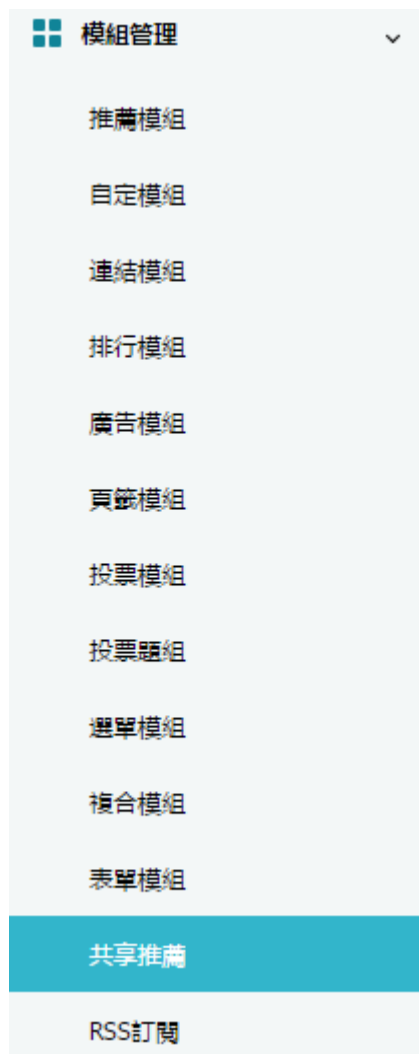 模組管理
推薦模組
自定模組
連結模組
排行模組
廣告模組
頁籤模組
投票模組
投票題組
選單模組
複合模組
表單模組
共享推薦
RSS訂閱